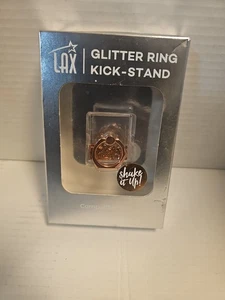 LAX
GLITTER RING
KICK-STAND
shake
it up!